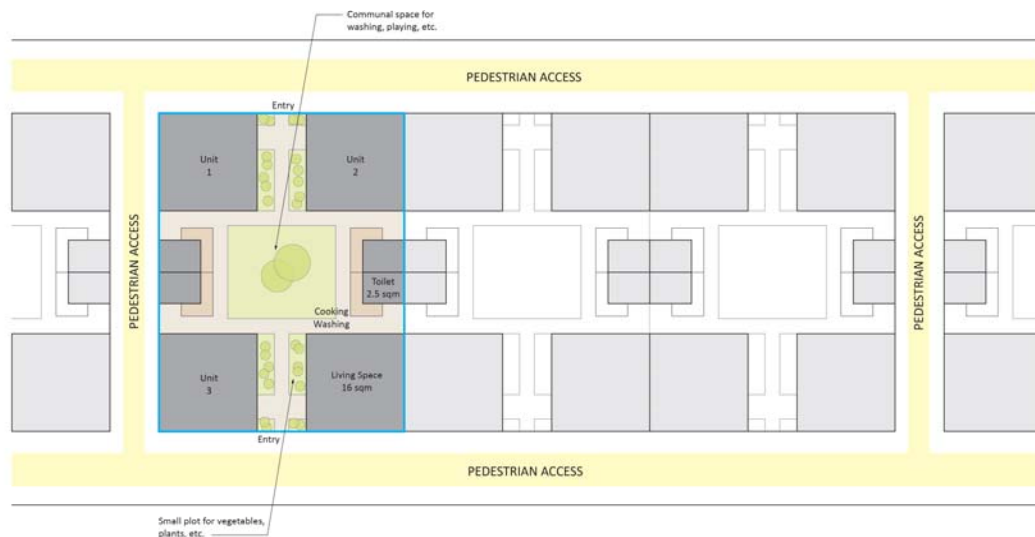 Communal space for
washing, playing, etc.
PEDESTRIAN ACCESS
Entry
Unit
1
Unit
2
PEDESTRIAN ACCESS
PEDESTRIAN ACCESS
Toilet
2.5 sqm
Cooking
Washing
Unit
3
Living Space
16 sqm
Entry
PEDESTRIAN ACCESS
Small plot for vegetables,
plants, etc.